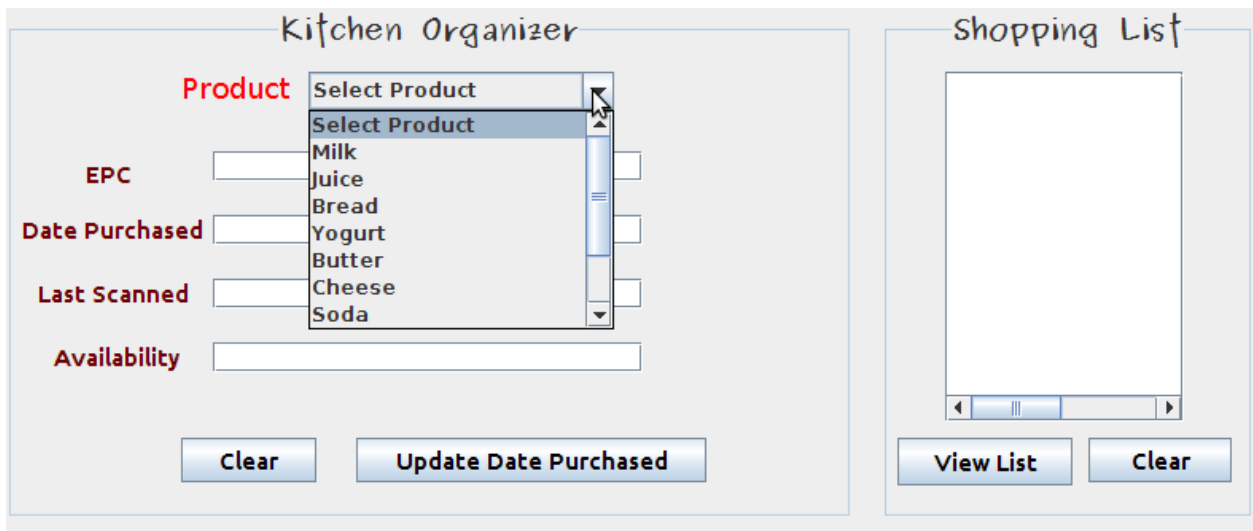 Kitchen Organizer
Product Select Product
Select Product
Milk
Juice
Bread
Yogurt
Butter
Cheese
Soda
EPC
Date Purchased
Last Scanned
Availability
Clear Update Date Purchased
Shopping List
View List Clear